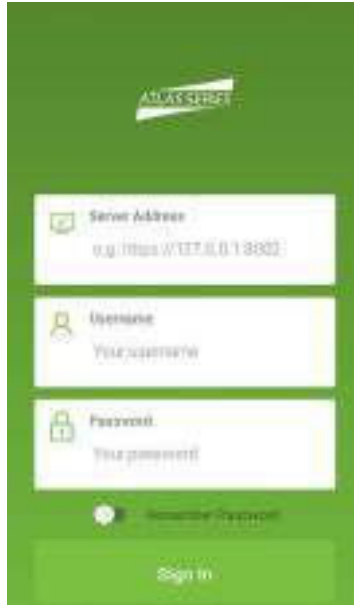 ATLAS SERIES
Server Address
e.g. https://127.0.0.1:8002
Username
Your username
Password
Your password
Remember Password
Sign In